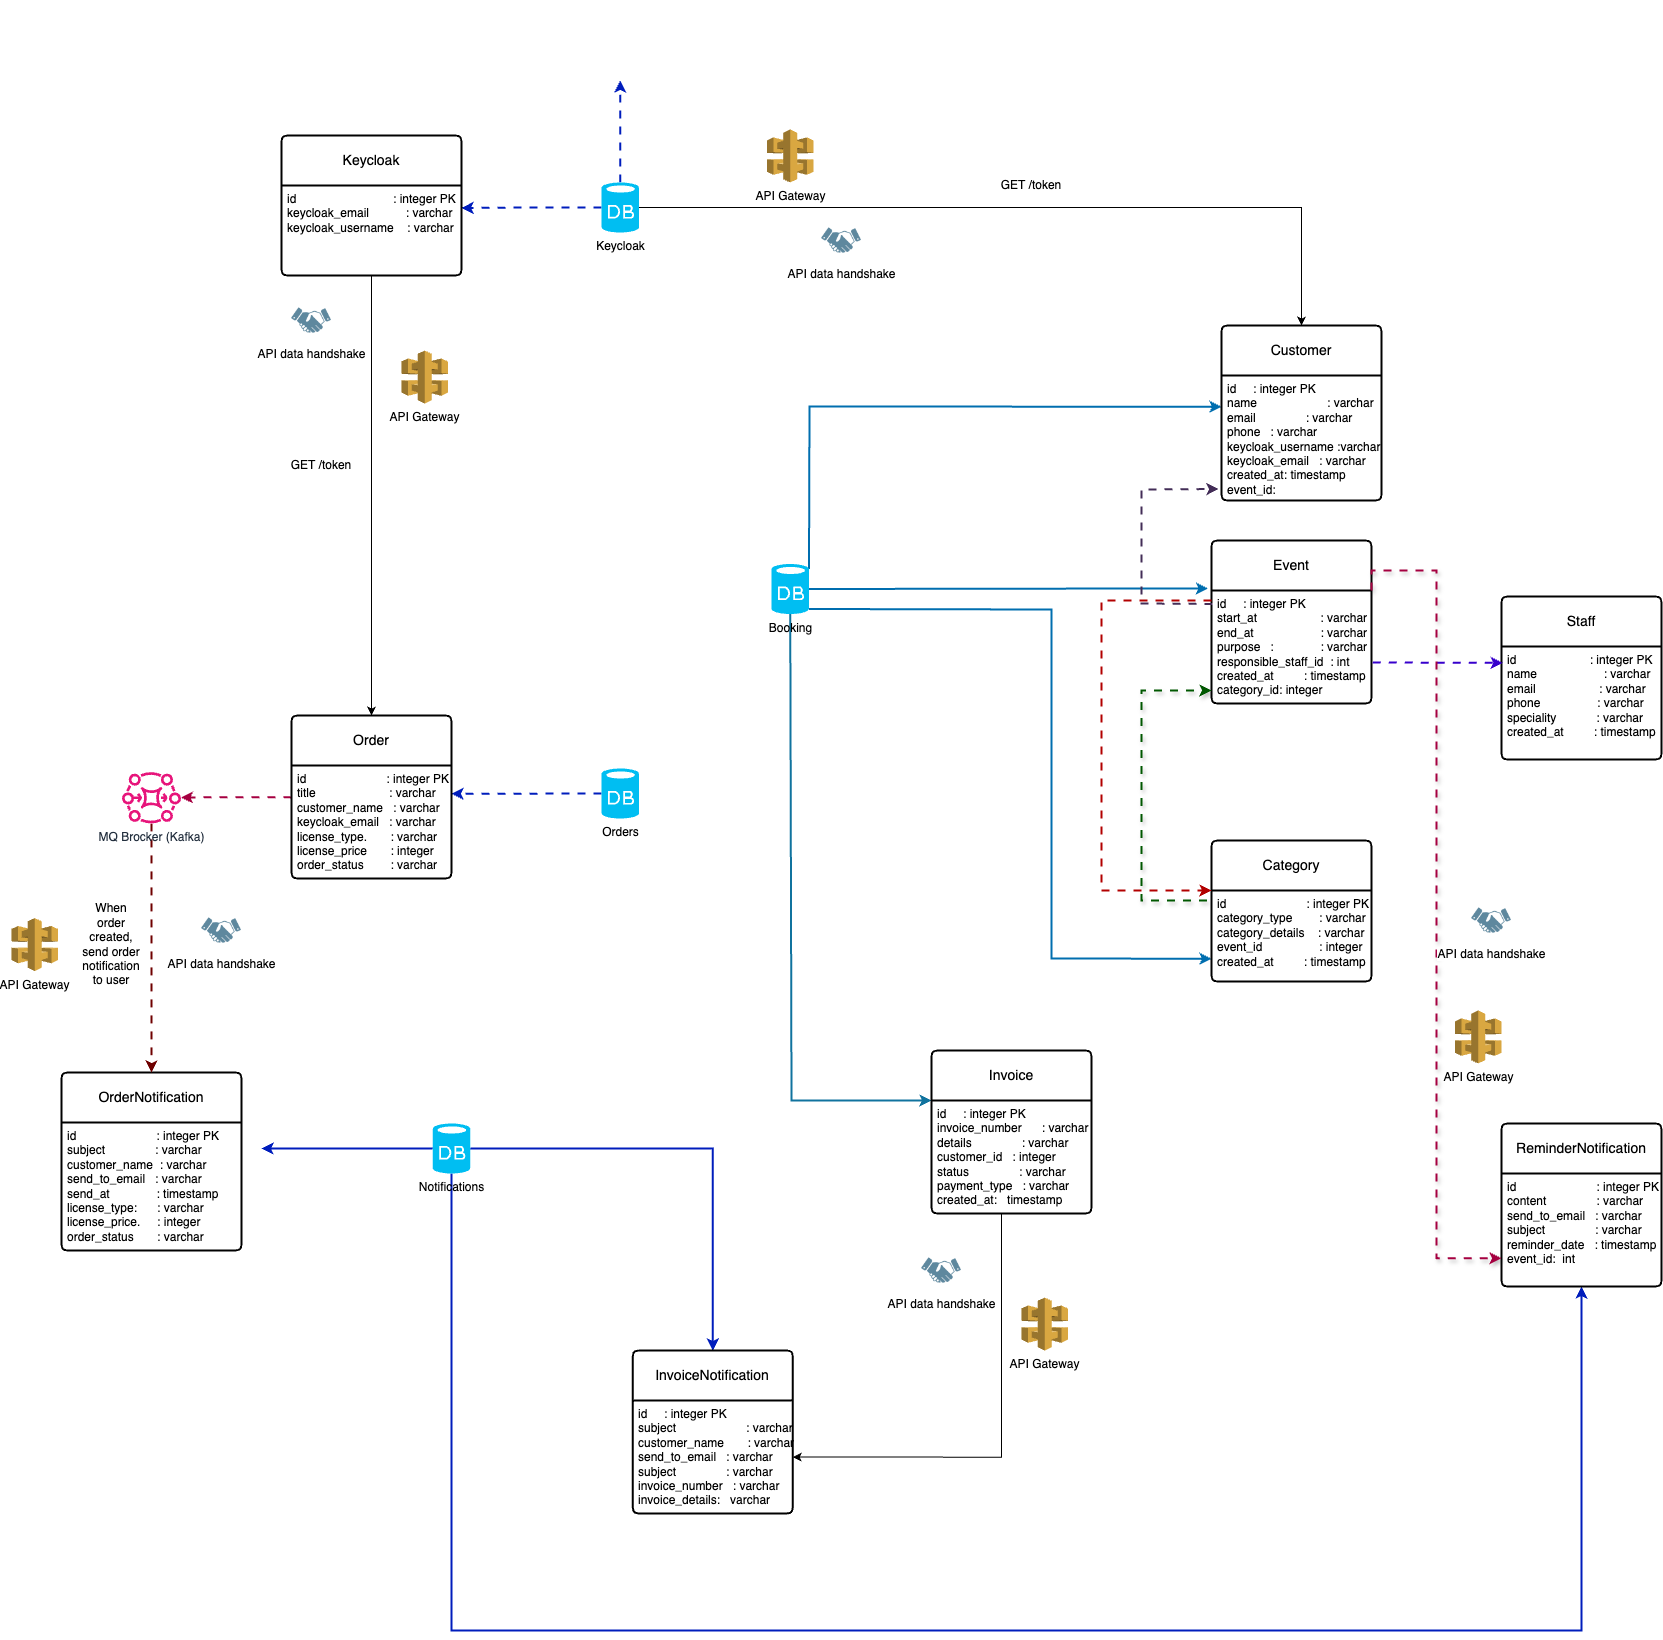 API Gateway
GET /token
Keycloak
id : integer PK
keycloak_email : varchar
keycloak_username : varchar
DB
Keycloak
API data handshake
API data handshake
API Gateway
GET /token
Customer
id : integer PK
name : varchar
email : varchar
phone : varchar
keycloak_username :varchar
keycloak_email : varchar
created_at: timestamp
event_id:
DB
Booking
Event
id : integer PK
start_at : varchar
end_at : varchar
purpose : : varchar
responsible_staff_id : int
created_at : timestamp
category_id: integer
Staff
id : integer PK
name : varchar
email : varchar
phone : varchar
speciality : varchar
created_at : timestamp
Order
id : integer PK
title : varchar
customer_name : varchar
keycloak_email : varchar
license_type. : varchar
license_price : integer
order_status : varchar
DB
Orders
MQ Brocker (Kafka)
When
order
created,
send order
notification
to user
API Gateway
API data handshake
Category
id : integer PK
category_type : varchar
category_details : varchar
event_id : integer
created_at : timestamp
API data handshake
API Gateway
OrderNotification
id : integer PK
subject : varchar
customer_name : varchar
send_to_email : varchar
send_at : timestamp
license_type: : varchar
license_price. : integer
order_status : varchar
DB
Notifications
Invoice
id : integer PK
invoice_number : varchar
details : varchar
customer_id : integer
status : varchar
payment_type : varchar
created_at: timestamp
ReminderNotification
id : integer PK
content : varchar
send_to_email : varchar
subject : varchar
reminder_date : timestamp
event_id: int
API data handshake
API Gateway
InvoiceNotification
id : integer PK
subject : varchar
customer_name : varchar
send_to_email : varchar
subject : varchar
invoice_number : varchar
invoice_details: varchar